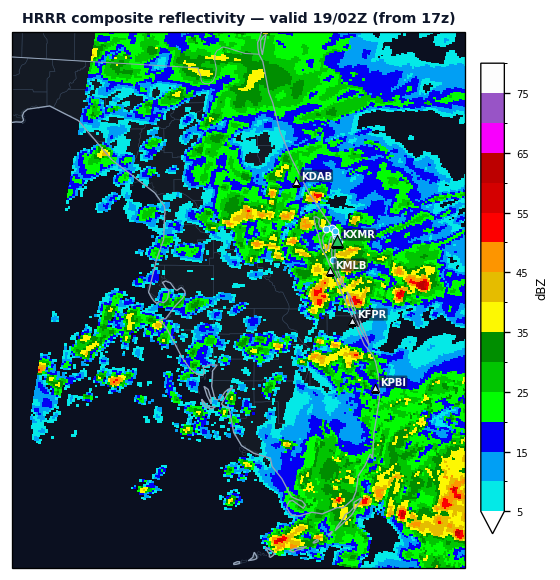 HRRR composite reflectivity — valid 19/02Z (from 17z)
KDAB
KXMR
KMLB
KFPR
KPBI
75
65
55
45
35
25
15
5
dBZ